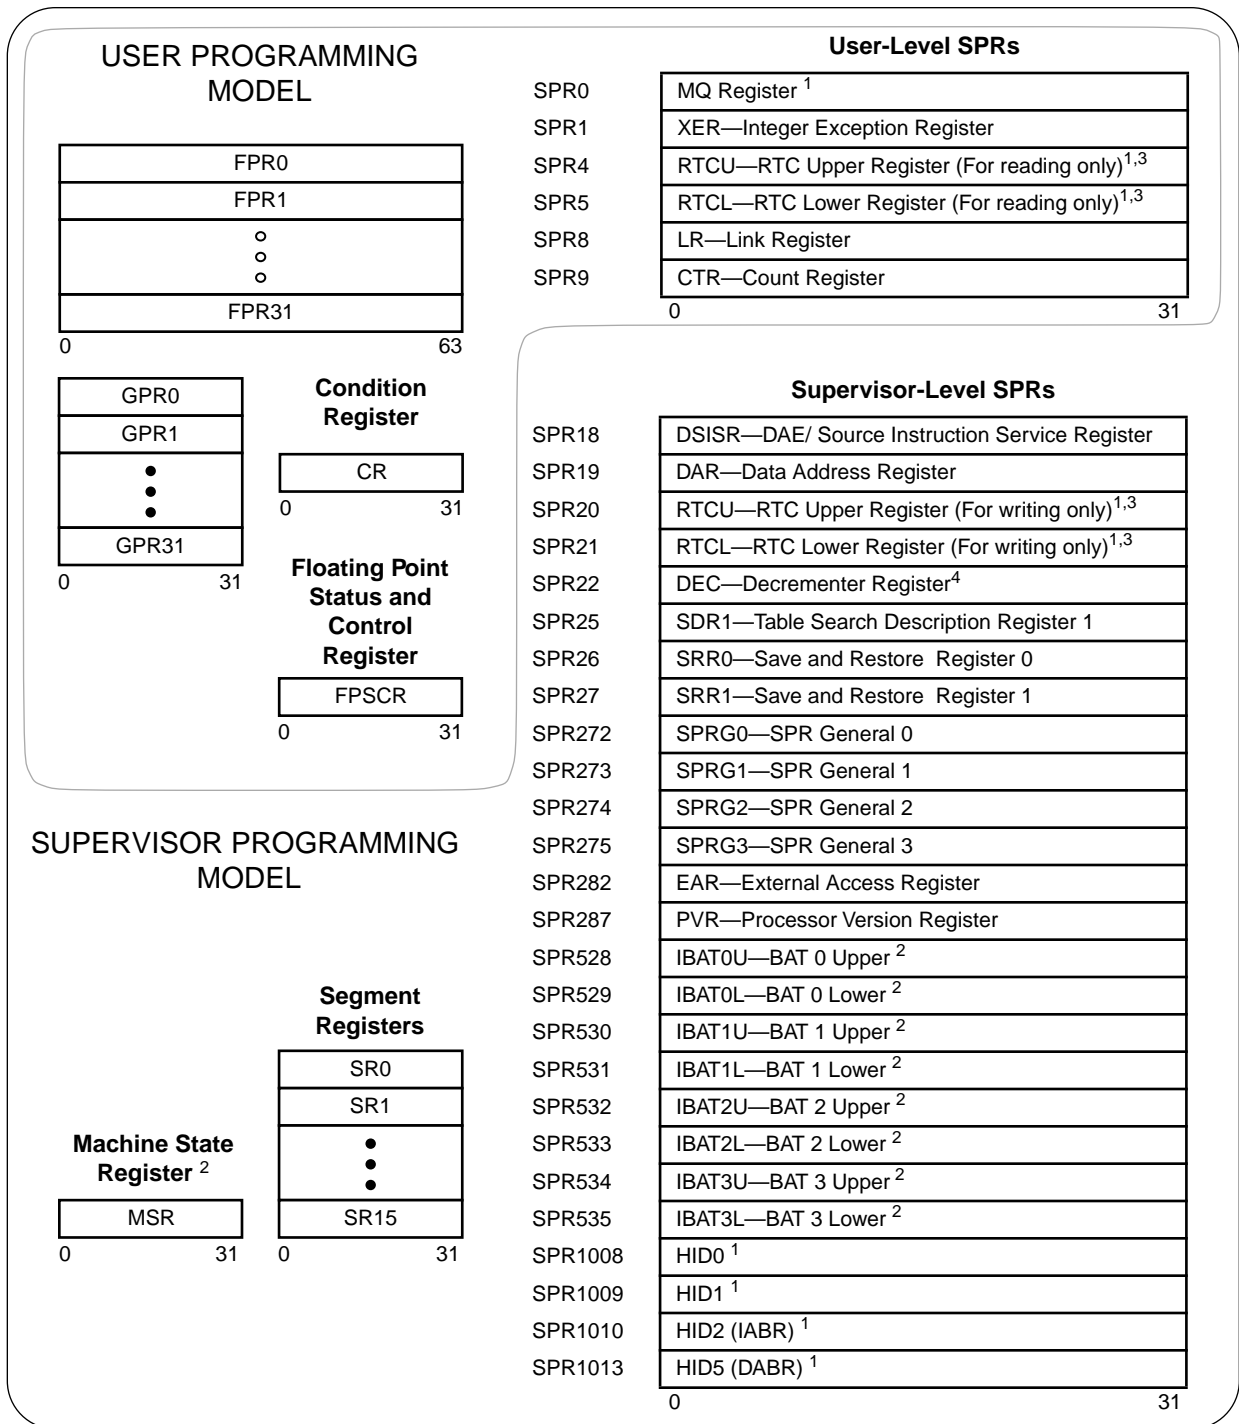 USER PROGRAMMING
MODEL
FPR0
FPR1
FPR31
0 63
GPR0
GPR1
GPR31
0 31
Condition
Register
CR
0 31
Floating Point
Status and
Control
Register
FPSCR
0 31
User-Level SPRs
SPR0 MQ Register 1
SPR1 XER—Integer Exception Register
SPR4 RTCU—RTC Upper Register (For reading only)1,3
SPR5 RTCL—RTC Lower Register (For reading only)1,3
SPR8 LR—Link Register
SPR9 CTR—Count Register
0 31
SUPERVISOR PROGRAMMING
MODEL
Machine State
Register 2
MSR
0 31
Segment
Registers
SR0
SR1
SR15
0 31
Supervisor-Level SPRs
SPR18 DSISR—DAE/ Source Instruction Service Register
SPR19 DAR—Data Address Register
SPR20 RTCU—RTC Upper Register (For writing only)1,3
SPR21 RTCL—RTC Lower Register (For writing only)1,3
SPR22 DEC—Decrementer Register4
SPR25 SDR1—Table Search Description Register 1
SPR26 SRR0—Save and Restore Register 0
SPR27 SRR1—Save and Restore Register 1
SPR272 SPRG0—SPR General 0
SPR273 SPRG1—SPR General 1
SPR274 SPRG2—SPR General 2
SPR275 SPRG3—SPR General 3
SPR282 EAR—External Access Register
SPR287 PVR—Processor Version Register
SPR528 IBAT0U—BAT 0 Upper 2
SPR529 IBAT0L—BAT 0 Lower 2
SPR530 IBAT1U—BAT 1 Upper 2
SPR531 IBAT1L—BAT 1 Lower 2
SPR532 IBAT2U—BAT 2 Upper 2
SPR533 IBAT2L—BAT 2 Lower 2
SPR534 IBAT3U—BAT 3 Upper 2
SPR535 IBAT3L—BAT 3 Lower 2
SPR1008 HID0 1
SPR1009 HID1 1
SPR1010 HID2 (IABR) 1
SPR1013 HID5 (DABR) 1
0 31